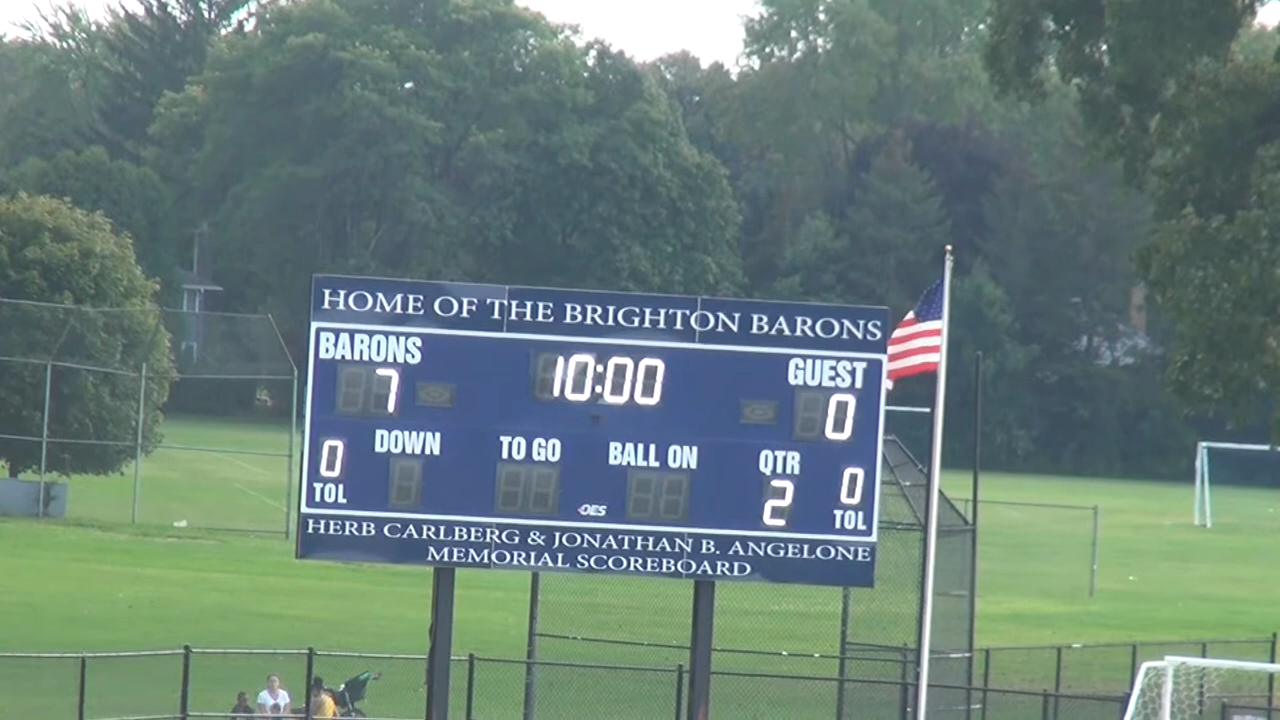 HOME OF THE BRIGHTON BARONS
BARONS 10:00 GUEST
7 0
DOWN TO GO BALL ON QTR
0 2 0
TOL OES TOL
HERB CARLBERG & JONATHAN B. ANGELONE
MEMORIAL SCOREBOARD